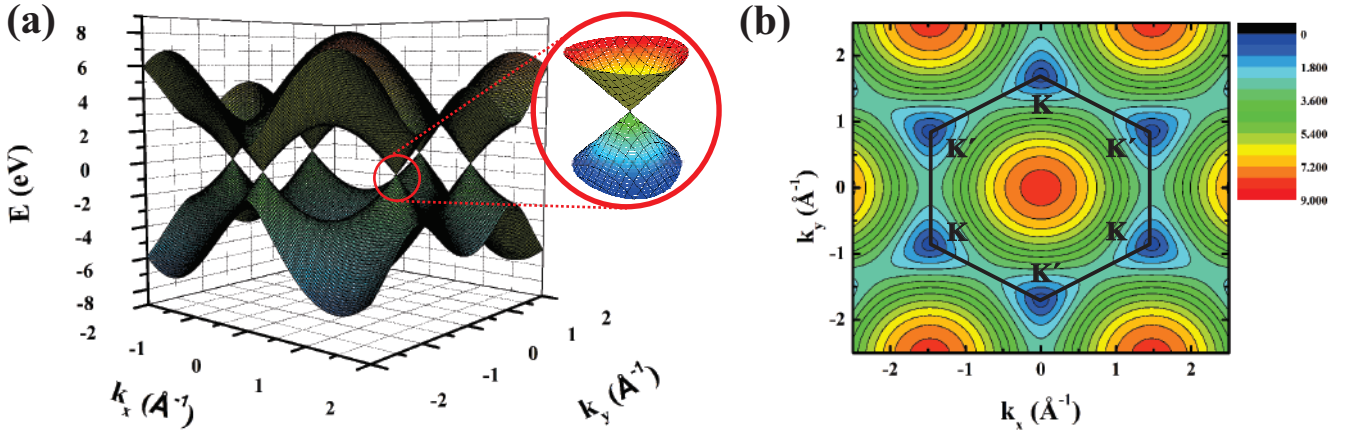 (a)
8
6
4
2
0
-2
-4
-6
-8
E (eV)
-2
-1
0
1
2
k_x (Å⁻¹)
-2
-1
0
1
2
k_y (Å⁻¹)
(b)
2
1
0
-1
-2
k_y (Å⁻¹)
K
K′ K′
K K
K′
-2 -1 0 1 2
k_x (Å⁻¹)
0
1.800
3.600
5.400
7.200
9.000